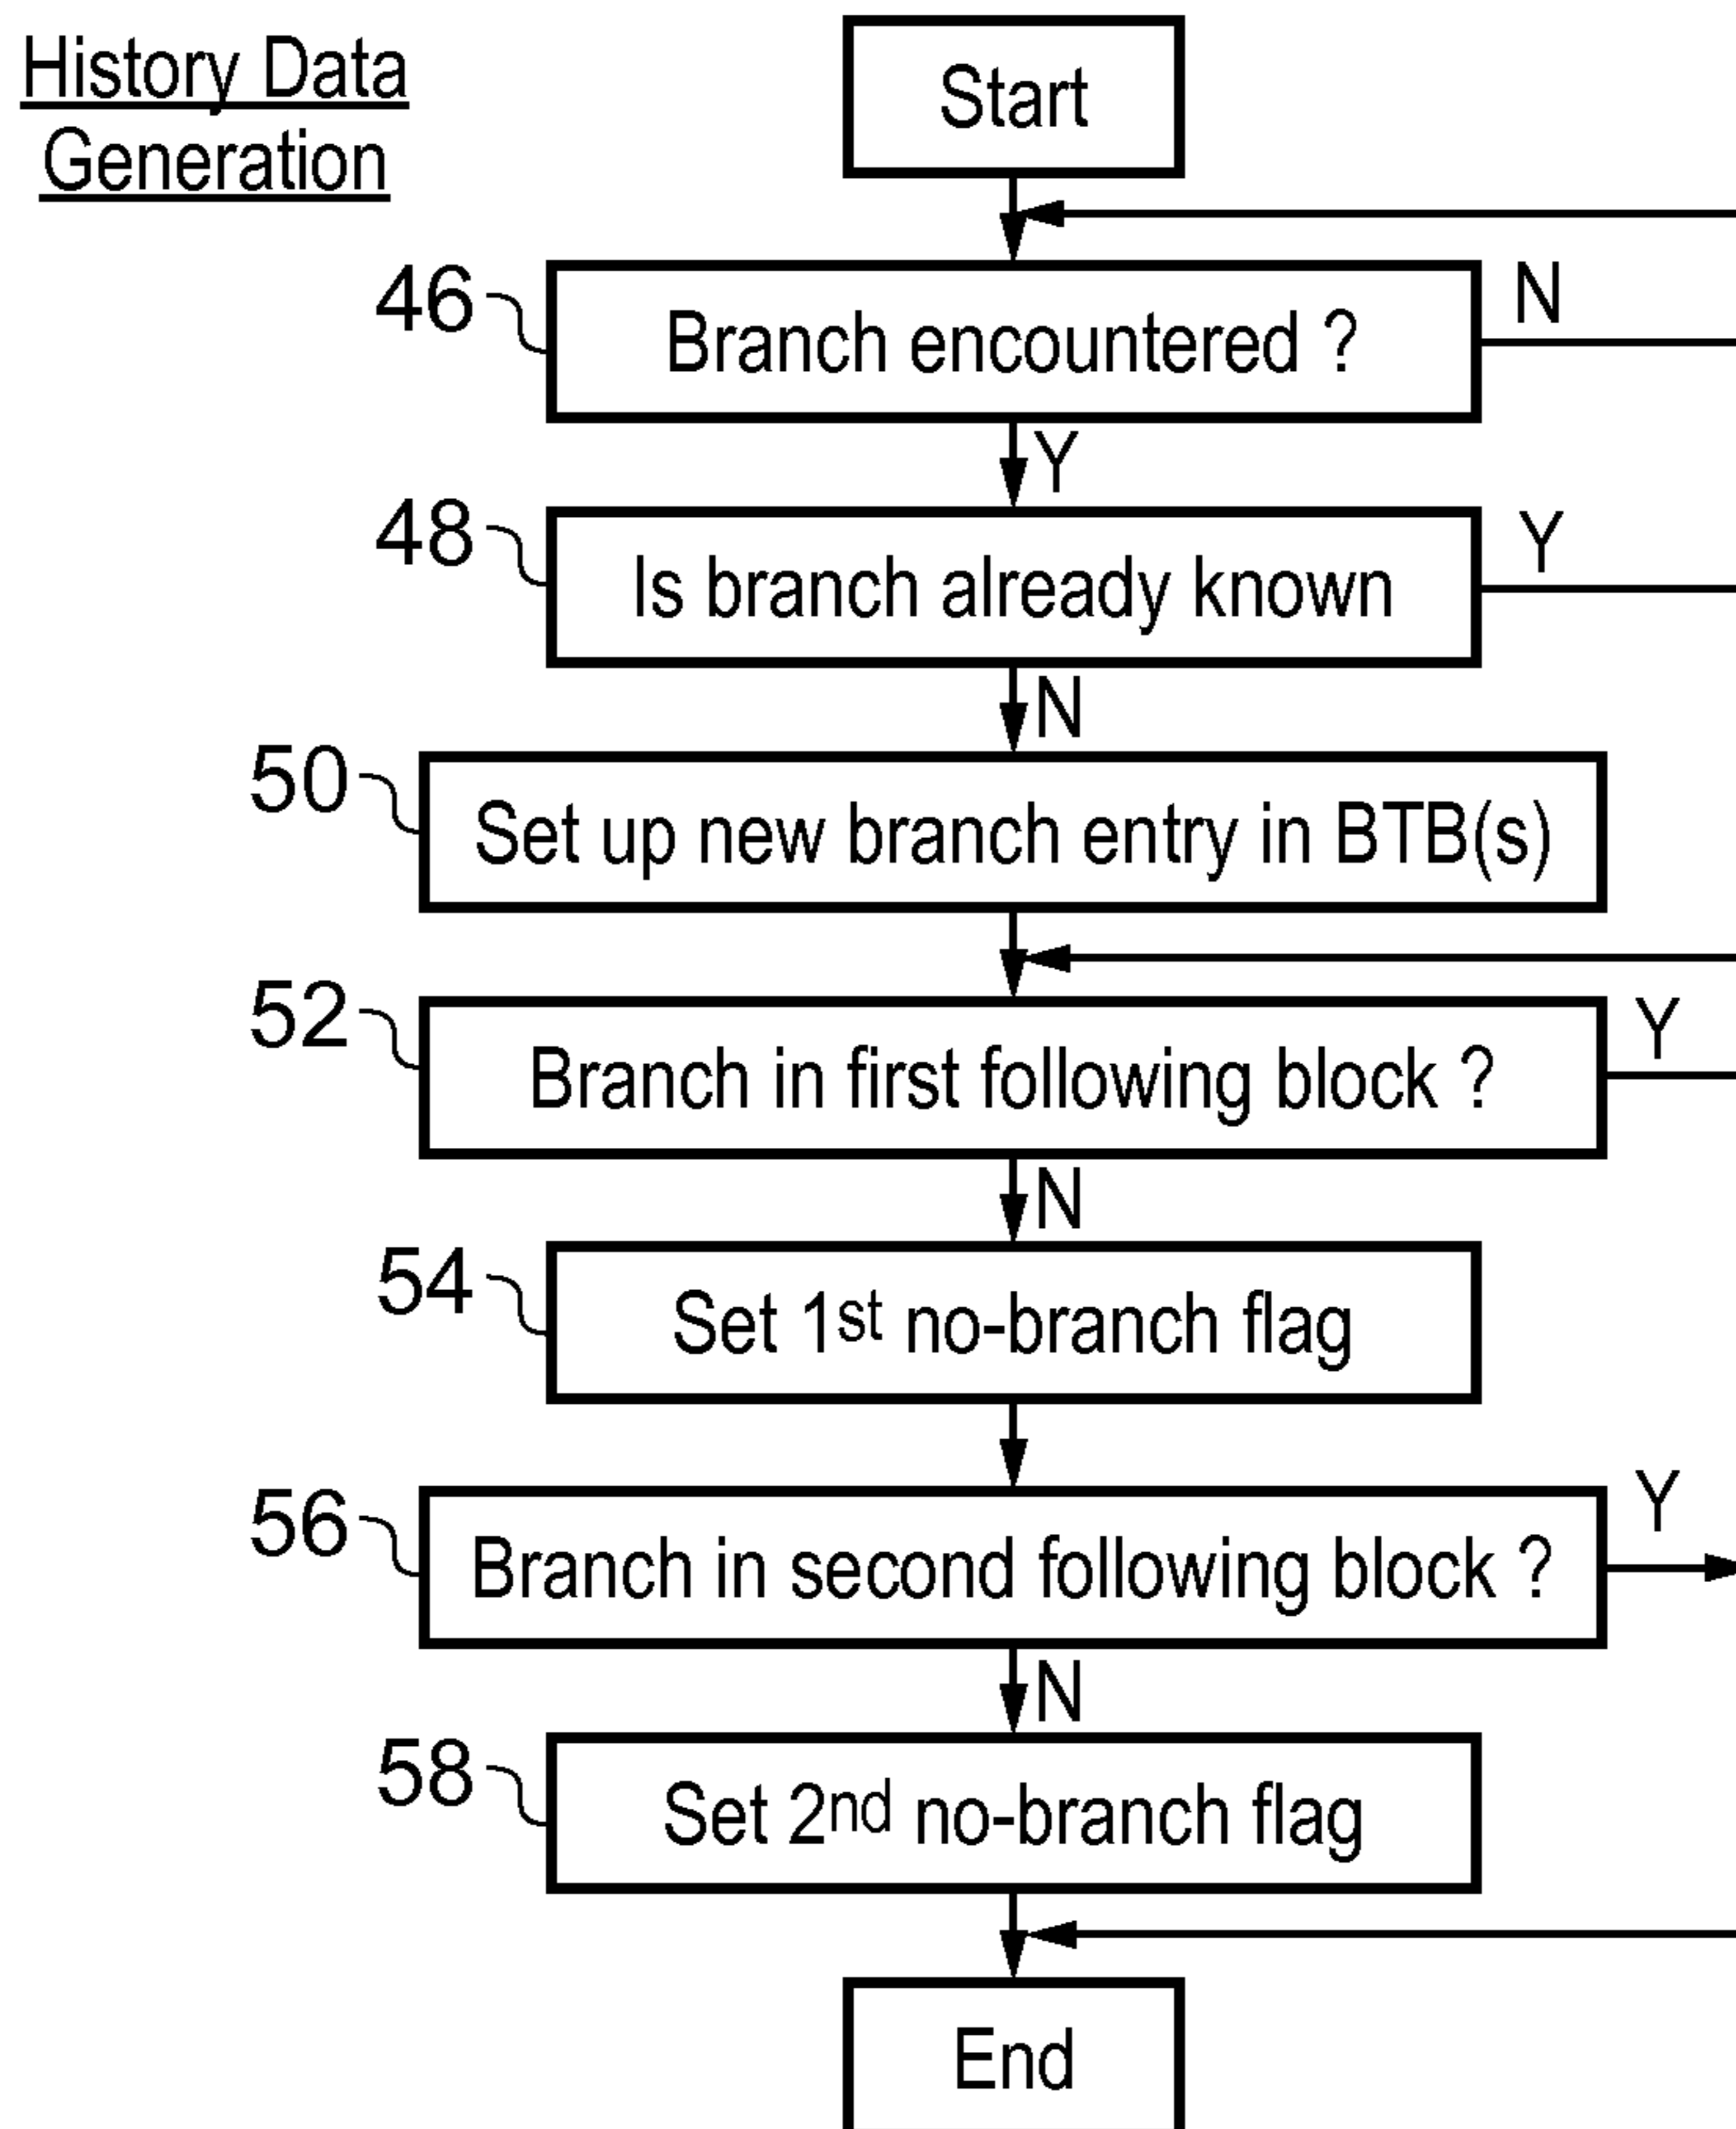 History Data
Generation
Start
46
Branch encountered ?
N
Y
48
Is branch already known
Y
N
50
Set up new branch entry in BTB(s)
52
Branch in first following block ?
Y
N
54
Set 1st no-branch flag
56
Branch in second following block ?
Y
N
58
Set 2nd no-branch flag
End